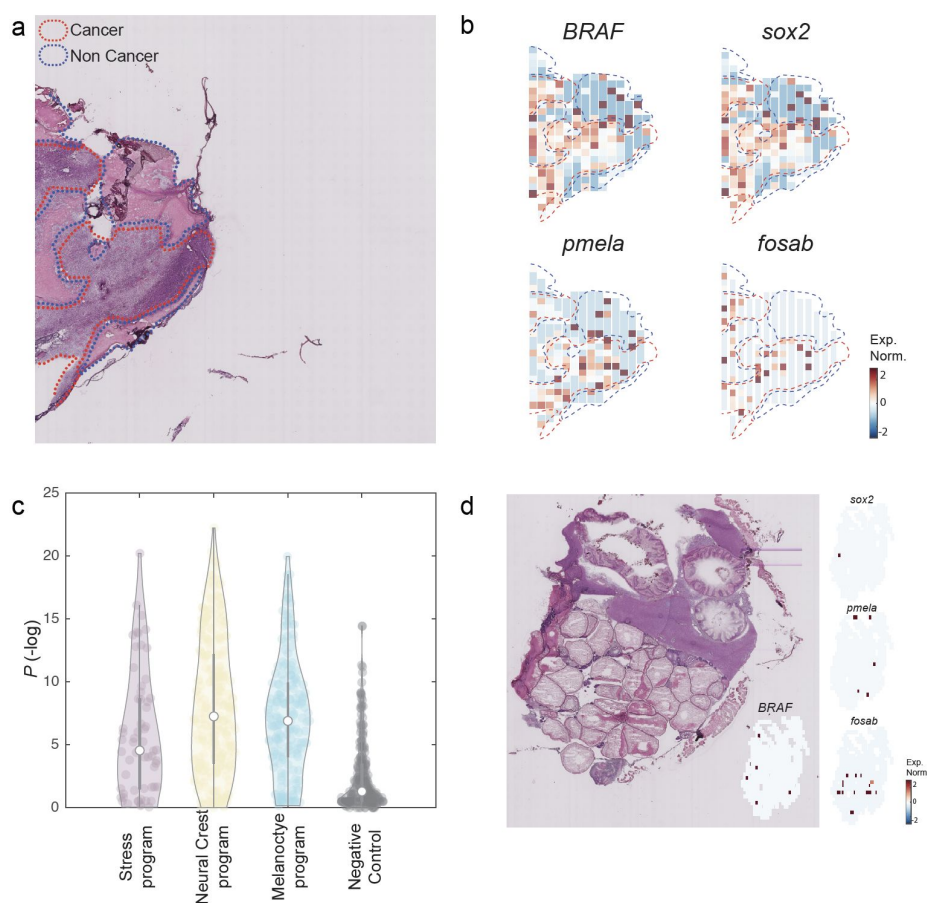 a
Cancer
Non Cancer
b
BRAF
sox2
pmela
fosab
Exp.
Norm.
2
0
-2
c
25
20
15
10
5
0
P (-log)
Stress
program
Neural Crest
program
Melanoctye
program
Negative
Control
d
sox2
pmela
BRAF
fosab
Exp.
Norm
2
0
-2